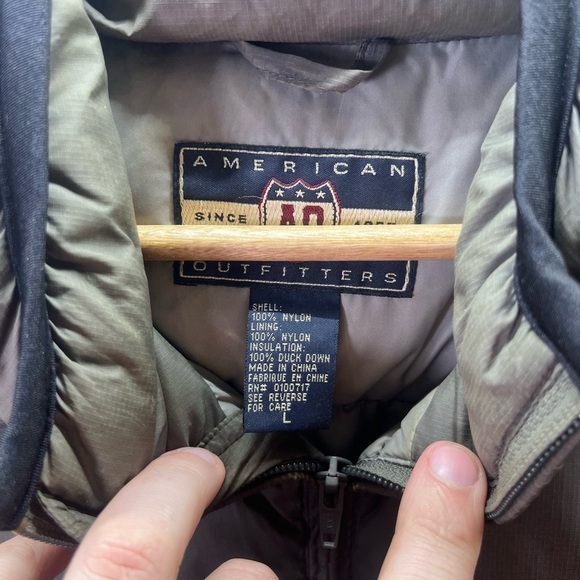 AMERICAN
SINCE
OUTFITTERS
SHELL:
100% NYLON
LINING:
100% NYLON
INSULATION:
100% DUCK DOWN
MADE IN CHINA
FABRIQUE EN CHINE
RN# 0100717
SEE REVERSE
FOR CARE
L